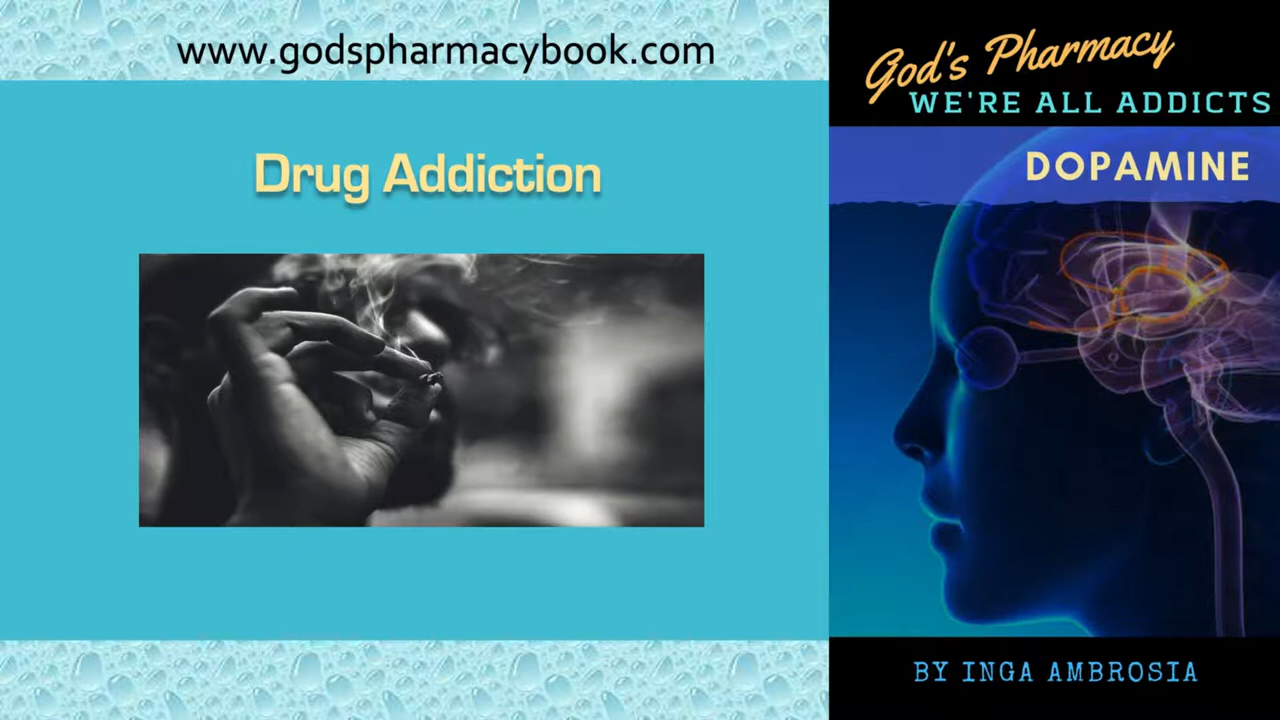 www.godspharmacybook.com
Drug Addiction
God's Pharmacy
WE'RE ALL ADDICTS
DOPAMINE
BY INGA AMBROSIA